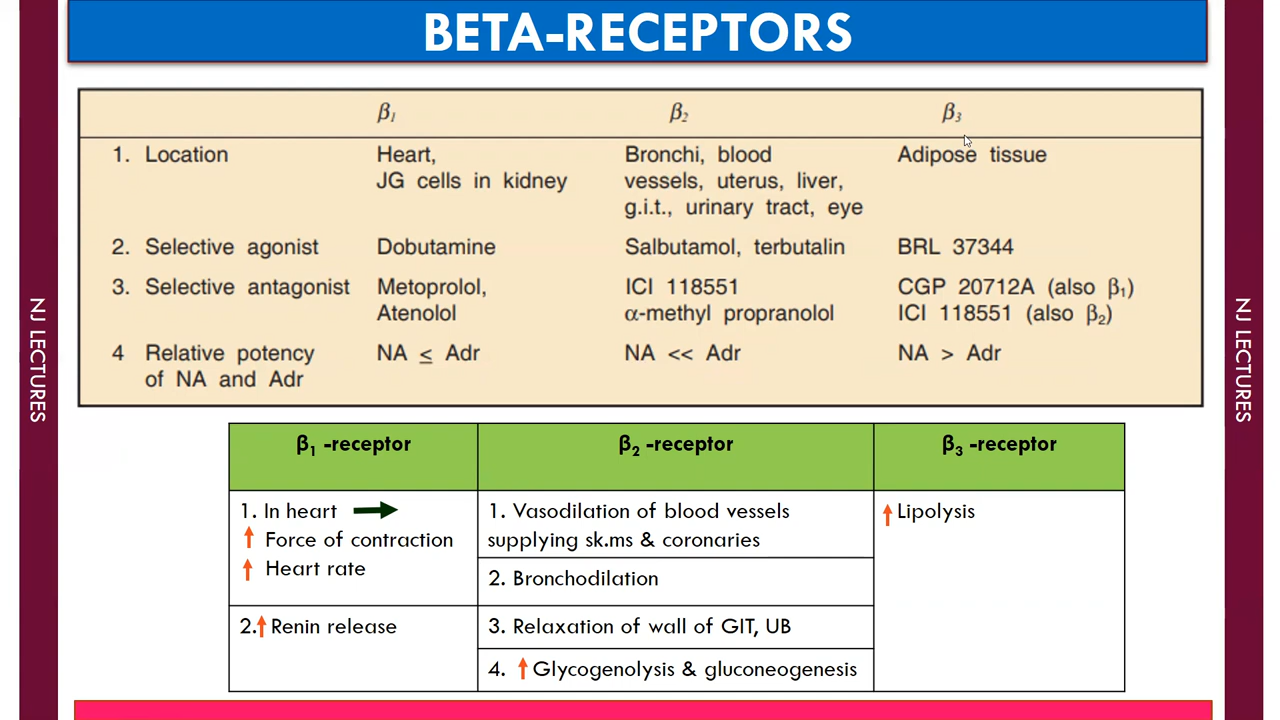 BETA-RECEPTORS
β1 β2 β3
1. Location Heart, Bronchi, blood Adipose tissue
JG cells in kidney vessels, uterus, liver,
g.i.t., urinary tract, eye
2. Selective agonist Dobutamine Salbutamol, terbutalin BRL 37344
3. Selective antagonist Metoprolol, ICI 118551 CGP 20712A (also β1)
Atenolol α-methyl propranolol ICI 118551 (also β2)
4 Relative potency NA ≤ Adr NA << Adr NA > Adr
of NA and Adr
β1 -receptor β2 -receptor β3 -receptor
1. In heart → 1. Vasodilation of blood vessels ↑ Lipolysis
↑ Force of contraction supplying sk.ms & coronaries
↑ Heart rate 2. Bronchodilation
2.↑ Renin release 3. Relaxation of wall of GIT, UB
4. ↑ Glycogenolysis & gluconeogenesis
NJ LECTURES
NJ LECTURES